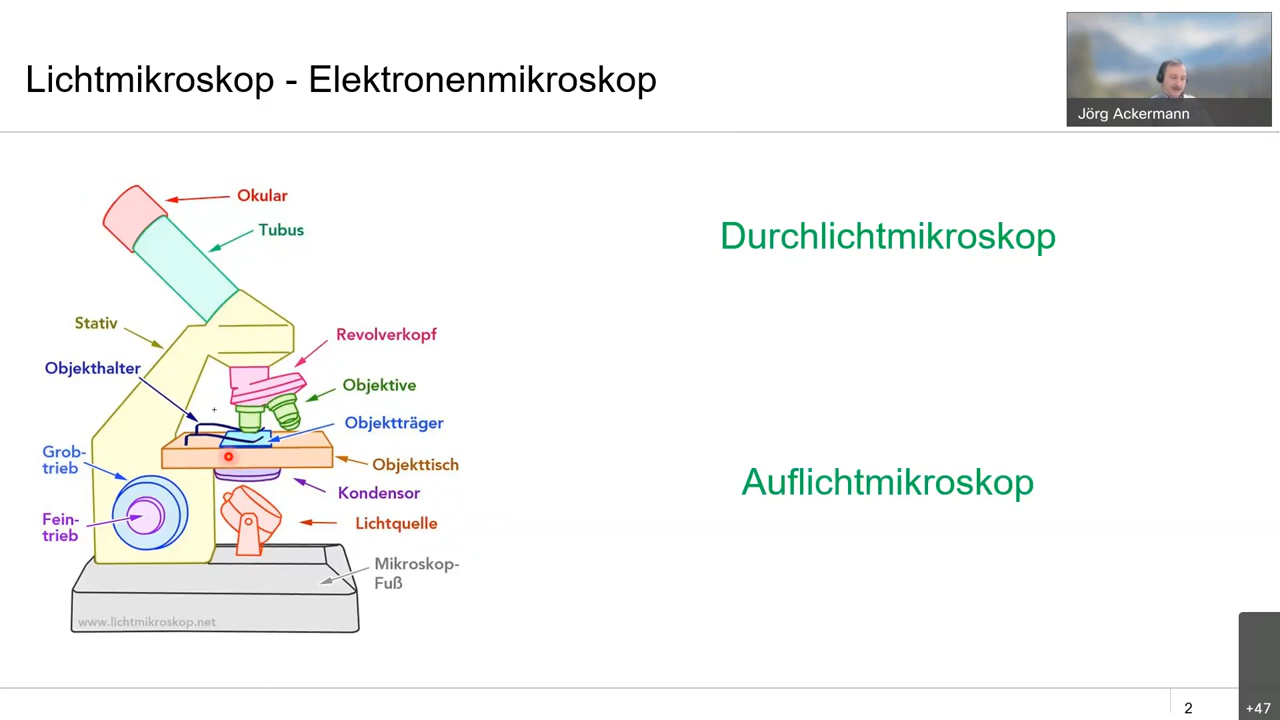 Lichtmikroskop - Elektronenmikroskop
Jörg Ackermann
Okular
Tubus
Stativ
Revolverkopf
Objekthalter
Objektive
Objektträger
Grob-
trieb
Objekttisch
Kondensor
Fein-
trieb
Lichtquelle
Mikroskop-
Fuß
www.lichtmikroskop.net
Durchlichtmikroskop
Auflichtmikroskop
2
+47